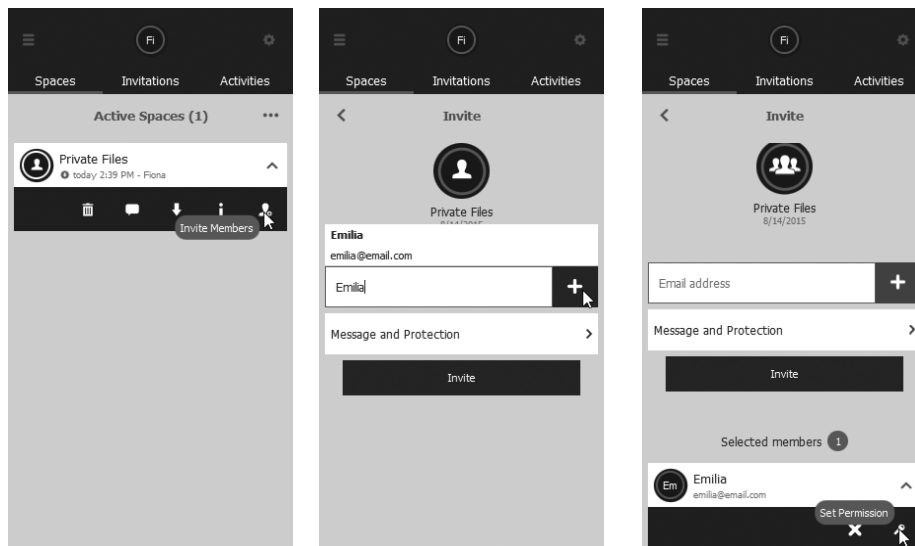 Fi
Spaces Invitations Activities
Active Spaces (1)
Private Files
today 2:39 PM - Fiona
Invite Members
Fi
Spaces Invitations Activities
Invite
Private Files
8/14/2015
Emilia
emilia@email.com
Emilia
Message and Protection
Invite
Fi
Spaces Invitations Activities
Invite
Private Files
8/14/2015
Email address
Message and Protection
Invite
Selected members 1
Em Emilia
emilia@email.com
Set Permission